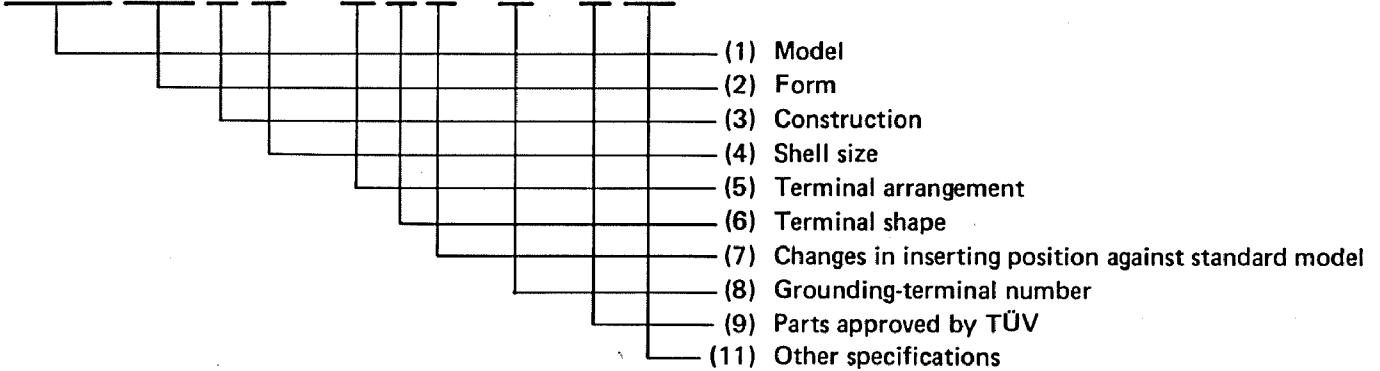 (1) Model
(2) Form
(3) Construction
(4) Shell size
(5) Terminal arrangement
(6) Terminal shape
(7) Changes in inserting position against standard model
(8) Grounding-terminal number
(9) Parts approved by TÜV
(11) Other specifications